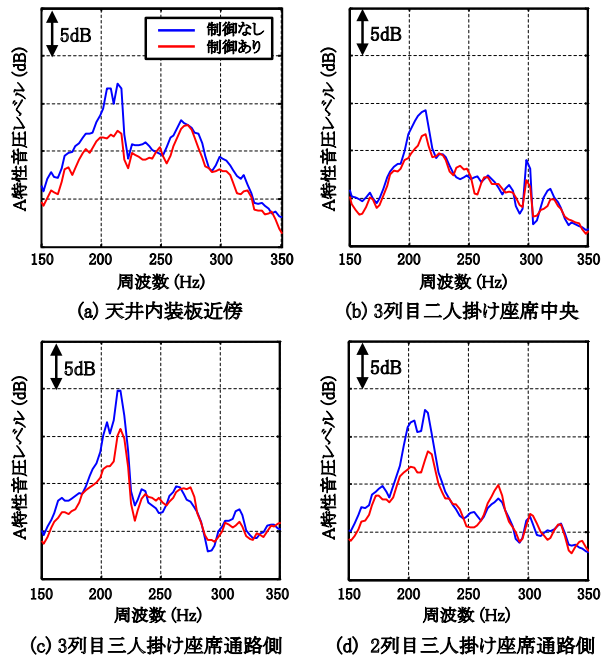 5dB
制御なし
制御あり
A特性音圧レベル (dB)
150 200 250 300 350
周波数 (Hz)
(a) 天井内装板近傍
5dB
A特性音圧レベル (dB)
150 200 250 300 350
周波数 (Hz)
(b) 3列目二人掛け座席中央
5dB
A特性音圧レベル (dB)
150 200 250 300 350
周波数 (Hz)
(c) 3列目三人掛け座席通路側
5dB
A特性音圧レベル (dB)
150 200 250 300 350
周波数 (Hz)
(d) 2列目三人掛け座席通路側